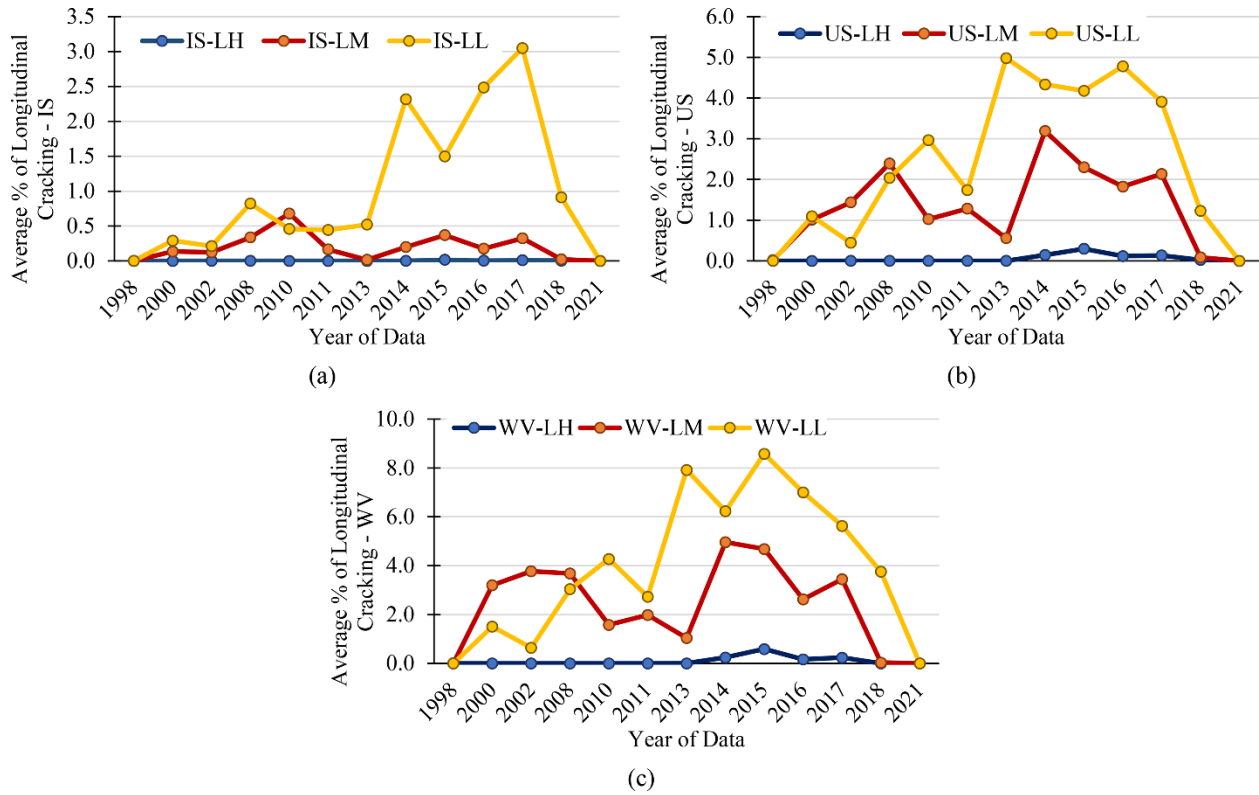 Average % of Longitudinal
Cracking - IS
3.5
3.0
2.5
2.0
1.5
1.0
0.5
0.0
IS-LH IS-LM IS-LL
1998 2000 2002 2008 2010 2011 2013 2014 2015 2016 2017 2018 2021
Year of Data
(a)
Average % of Longitudinal
Cracking - US
6.0
5.0
4.0
3.0
2.0
1.0
0.0
US-LH US-LM US-LL
1998 2000 2002 2008 2010 2011 2013 2014 2015 2016 2017 2018 2021
Year of Data
(b)
Average % of Longitudinal
Cracking - WV
10.0
8.0
6.0
4.0
2.0
0.0
WV-LH WV-LM WV-LL
1998 2000 2002 2008 2010 2011 2013 2014 2015 2016 2017 2018 2021
Year of Data
(c)